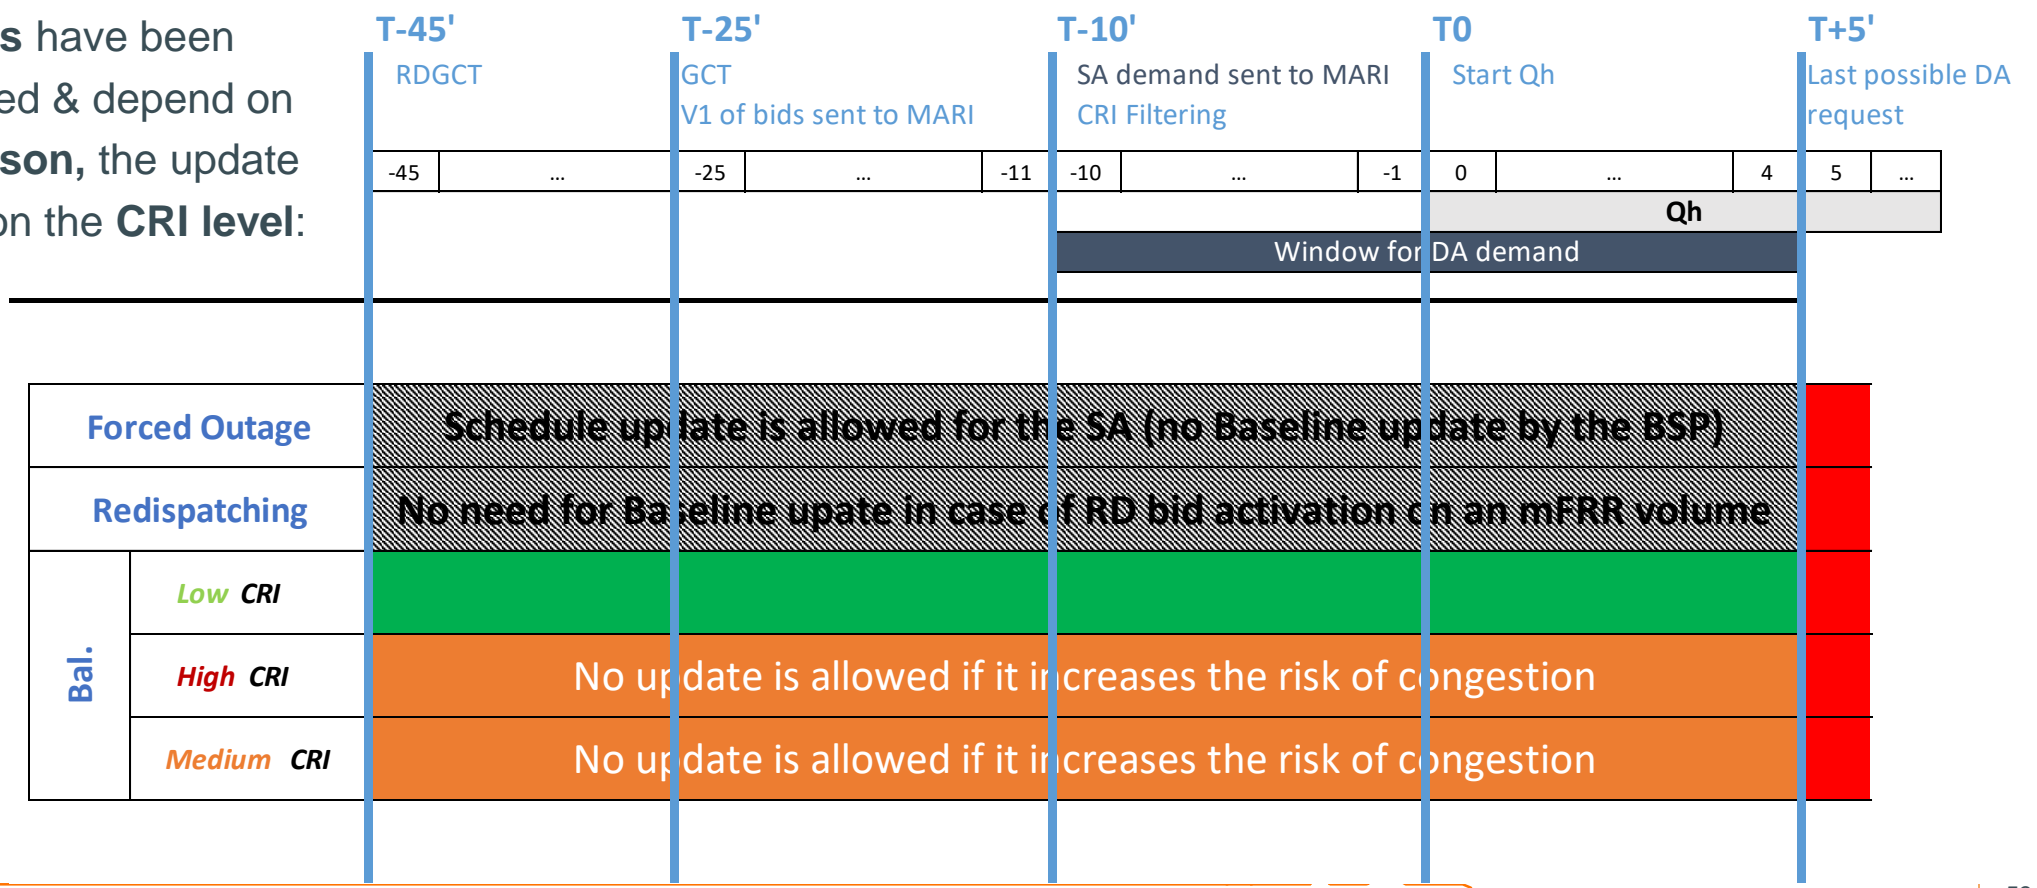 s have been
ed & depend on
son, the update
on the CRI level:
T-45'
RDGCT
T-25'
GCT
V1 of bids sent to MARI
T-10'
SA demand sent to MARI
CRI Filtering
T0
Start Qh
T+5'
Last possible DA
request
-45 ... -25 ... -11 -10 ... -1 0 ... 4 5 ...
Qh
Window for DA demand
Forced Outage
Schedule update is allowed for the SA (no Baseline update by the BSP)
Redispatching
No need for Baseline upate in case of RD bid activation on an mFRR volume
Bal.
Low CRI
High CRI
No update is allowed if it increases the risk of congestion
Medium CRI
No update is allowed if it increases the risk of congestion